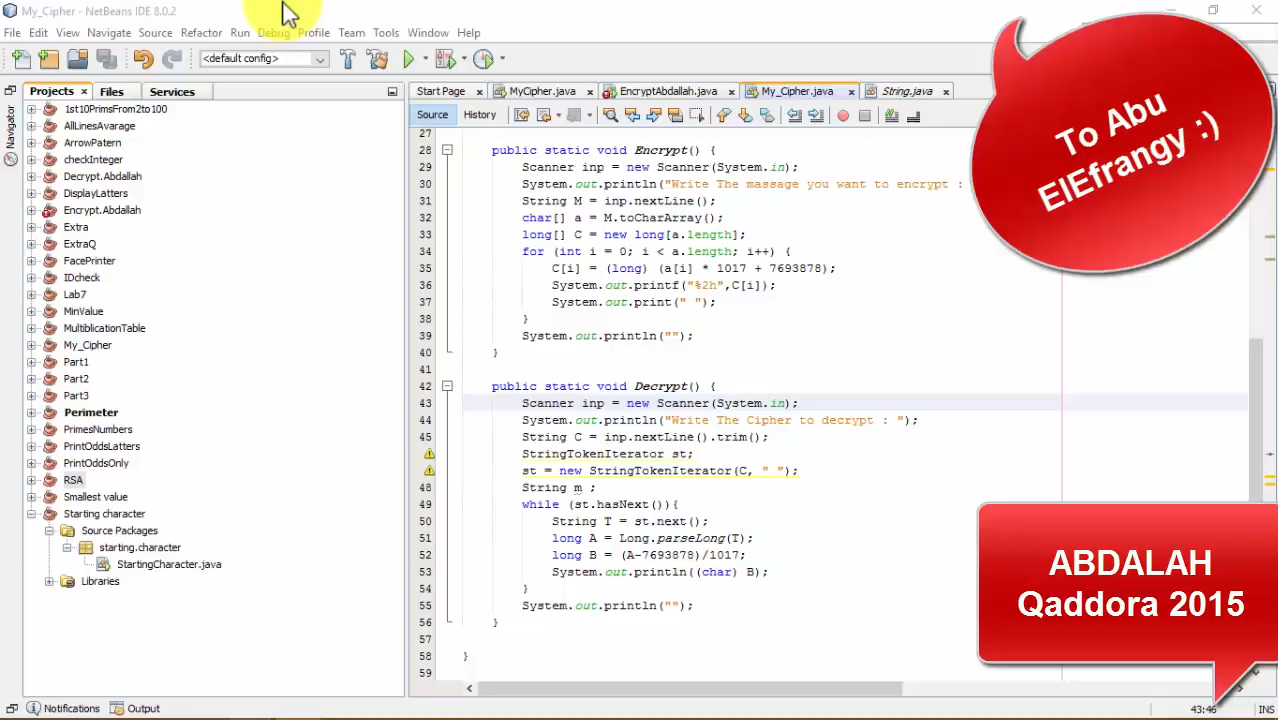 My_Cipher - NetBeans IDE 8.0.2
File Edit View Navigate Source Refactor Run Debug Profile Team Tools Window Help
<default config>
Projects x Files Services
Navigator
1st10PrimsFrom2to100
AllLinesAvarage
ArrowPatern
checkInteger
Decrypt.Abdallah
DisplayLatters
Encrypt.Abdallah
Extra
ExtraQ
FacePrinter
IDcheck
Lab7
MinValue
MultiblicationTable
My_Cipher
Part1
Part2
Part3
Perimeter
PrimesNumbers
PrintOddsLatters
PrintOddsOnly
RSA
Smallest value
Starting character
Source Packages
starting.character
StartingCharacter.java
Libraries
Start Page x MyCipher.java x EncryptAbdallah.java x My_Cipher.java x String.java x
Source History
27
28 public static void Encrypt() {
29 Scanner inp = new Scanner(System.in);
30 System.out.println("Write The massage you want to encrypt :
31 String M = inp.nextLine();
32 char[] a = M.toCharArray();
33 long[] C = new long[a.length];
34 for (int i = 0; i < a.length; i++) {
35 C[i] = (long) (a[i] * 1017 + 7693878);
36 System.out.printf("%2h",C[i]);
37 System.out.print(" ");
38 }
39 System.out.println("");
40 }
41
42 public static void Decrypt() {
43 Scanner inp = new Scanner(System.in);
44 System.out.println("Write The Cipher to decrypt : ");
45 String C = inp.nextLine().trim();
StringTokenIterator st;
st = new StringTokenIterator(C, " ");
48 String m ;
49 while (st.hasNext()){
50 String T = st.next();
51 long A = Long.parseLong(T);
52 long B = (A-7693878)/1017;
53 System.out.println((char) B);
54 }
55 System.out.println("");
56 }
57
58 }
59
To Abu
ElEfrangy :)
ABDALAH
Qaddora 2015
Notifications Output
43:46 INS